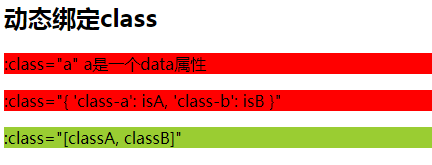 动态绑定class
:class="a" a是一个data属性
:class="{ 'class-a': isA, 'class-b': isB }"
:class="[classA, classB]"